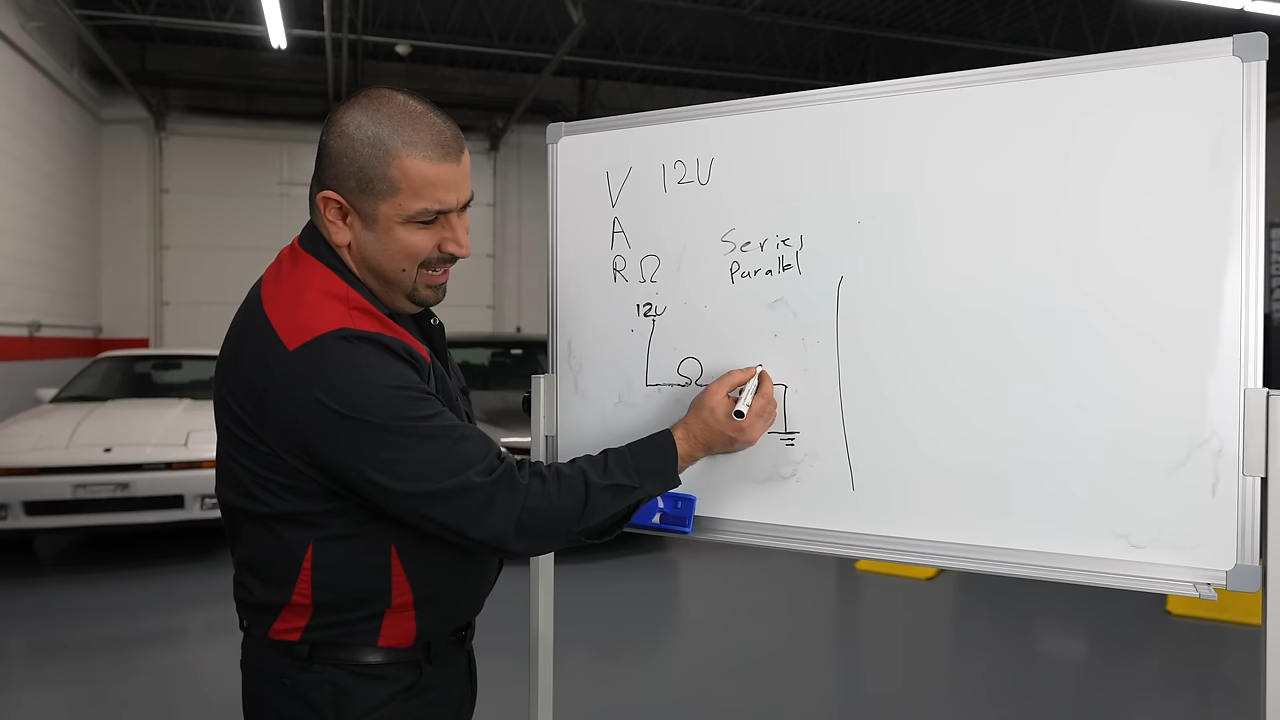 V 12V
A
R Ω
Series
Parallel
12V
Ω